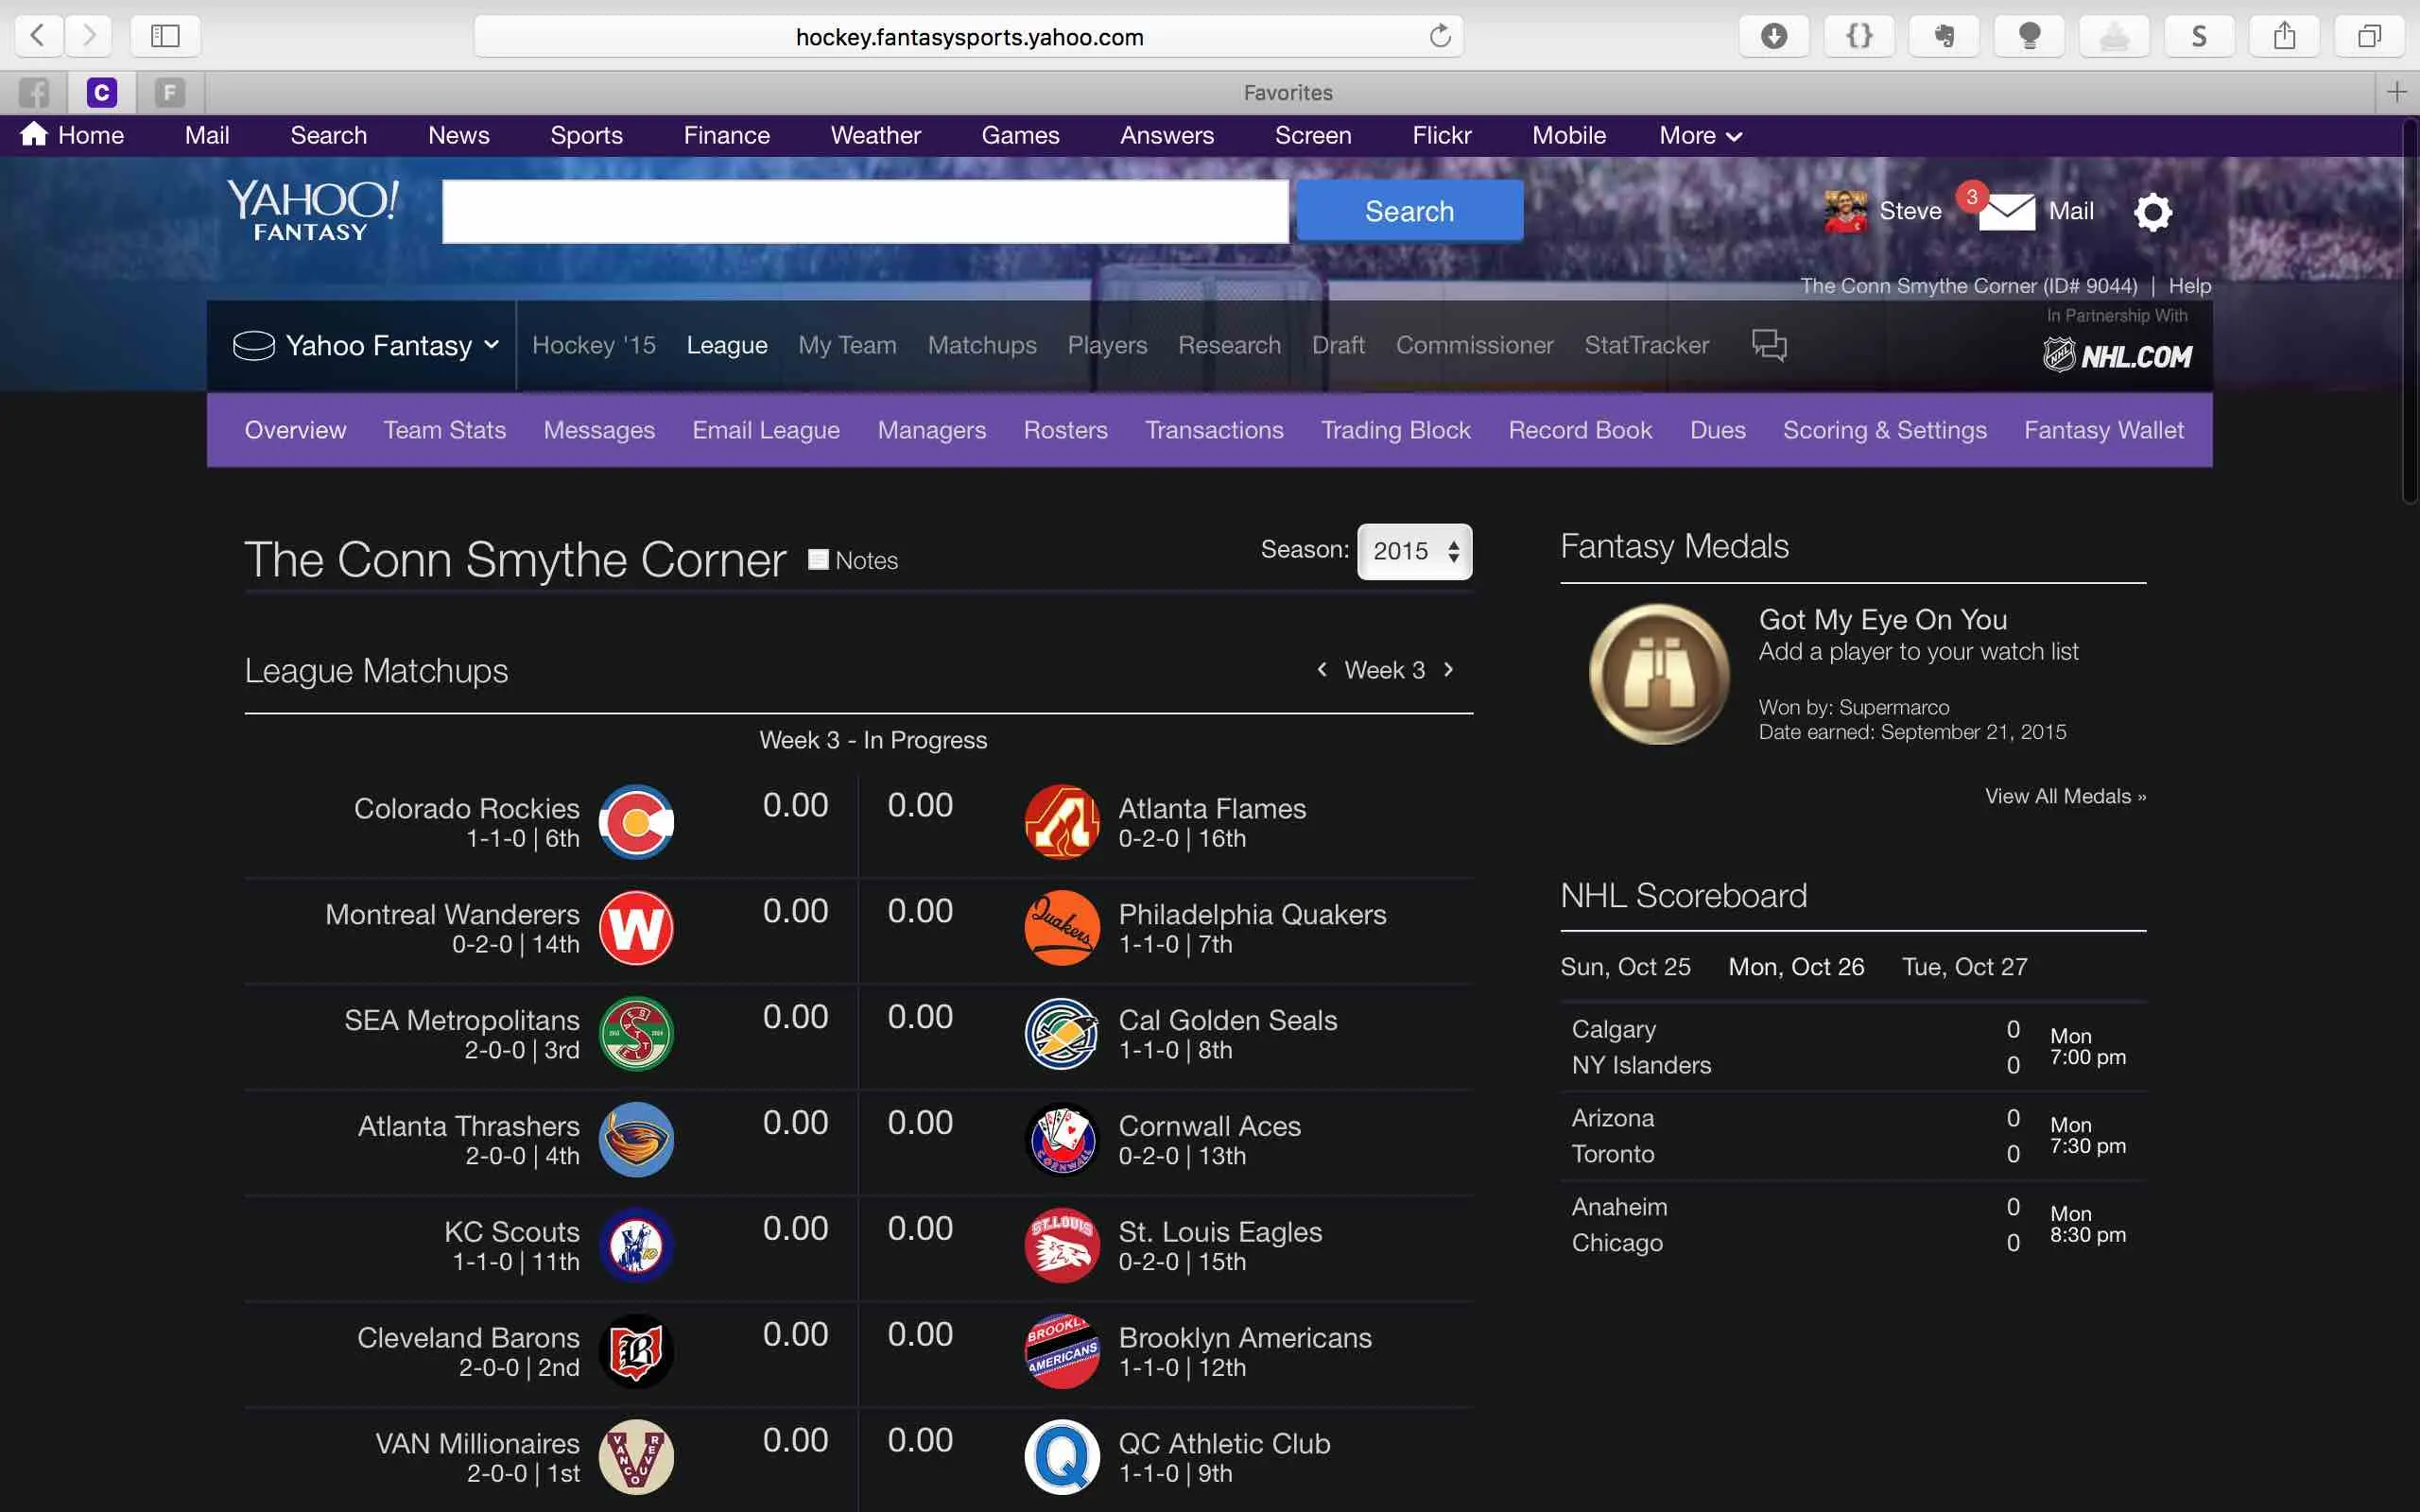 hockey.fantasysports.yahoo.com
{} S
C F Favorites
Home Mail Search News Sports Finance Weather Games Answers Screen Flickr Mobile More
YAHOO! FANTASY
Search
Steve 3 Mail
The Conn Smythe Corner (ID# 9044) | Help
Yahoo Fantasy Hockey '15 League My Team Matchups Players Research Draft Commissioner StatTracker
In Partnership With
NHL NHL.COM
Overview Team Stats Messages Email League Managers Rosters Transactions Trading Block Record Book Dues Scoring & Settings Fantasy Wallet
The Conn Smythe Corner Notes
Season: 2015
League Matchups
‹ Week 3 ›
Week 3 - In Progress
Colorado Rockies 0.00 0.00 Atlanta Flames
1-1-0 | 6th C A 0-2-0 | 16th
Montreal Wanderers 0.00 0.00 Philadelphia Quakers
0-2-0 | 14th W Quakers 1-1-0 | 7th
SEA Metropolitans 0.00 0.00 Cal Golden Seals
2-0-0 | 3rd SEATTLE 1-1-0 | 8th
Atlanta Thrashers 0.00 0.00 Cornwall Aces
2-0-0 | 4th CORNWALL 0-2-0 | 13th
KC Scouts 0.00 0.00 St. Louis Eagles
1-1-0 | 11th ST.LOUIS 0-2-0 | 15th
Cleveland Barons 0.00 0.00 Brooklyn Americans
2-0-0 | 2nd B AMERICANS 1-1-0 | 12th
VAN Millionaires 0.00 0.00 QC Athletic Club
2-0-0 | 1st V Q 1-1-0 | 9th
Fantasy Medals
Got My Eye On You
Add a player to your watch list
Won by: Supermarco
Date earned: September 21, 2015
View All Medals »
NHL Scoreboard
Sun, Oct 25 Mon, Oct 26 Tue, Oct 27
Calgary 0
NY Islanders 0
Mon
7:00 pm
Arizona 0
Toronto 0
Mon
7:30 pm
Anaheim 0
Chicago 0
Mon
8:30 pm